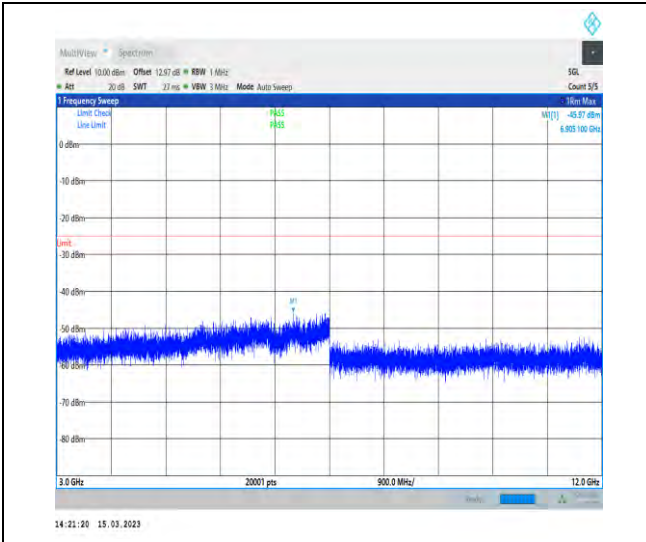 MultiView Spectrum
Ref Level 10.00 dBm Offset 12.97 dB RBW 1 MHz SGL
Att 20 dB SWT 27 ms VBW 3 MHz Mode Auto Sweep Count 5/5
1 Frequency Sweep 1Rm Max
Limit Check PASS M1[1] -45.97 dBm
Line Limit PASS 6.905 100 GHz
0 dBm
-10 dBm
-20 dBm
Limit
-30 dBm
-40 dBm
M1
-50 dBm
-60 dBm
-70 dBm
-80 dBm
3.0 GHz 20001 pts 900.0 MHz/ 12.0 GHz
Ready
14:21:20 15.03.2023